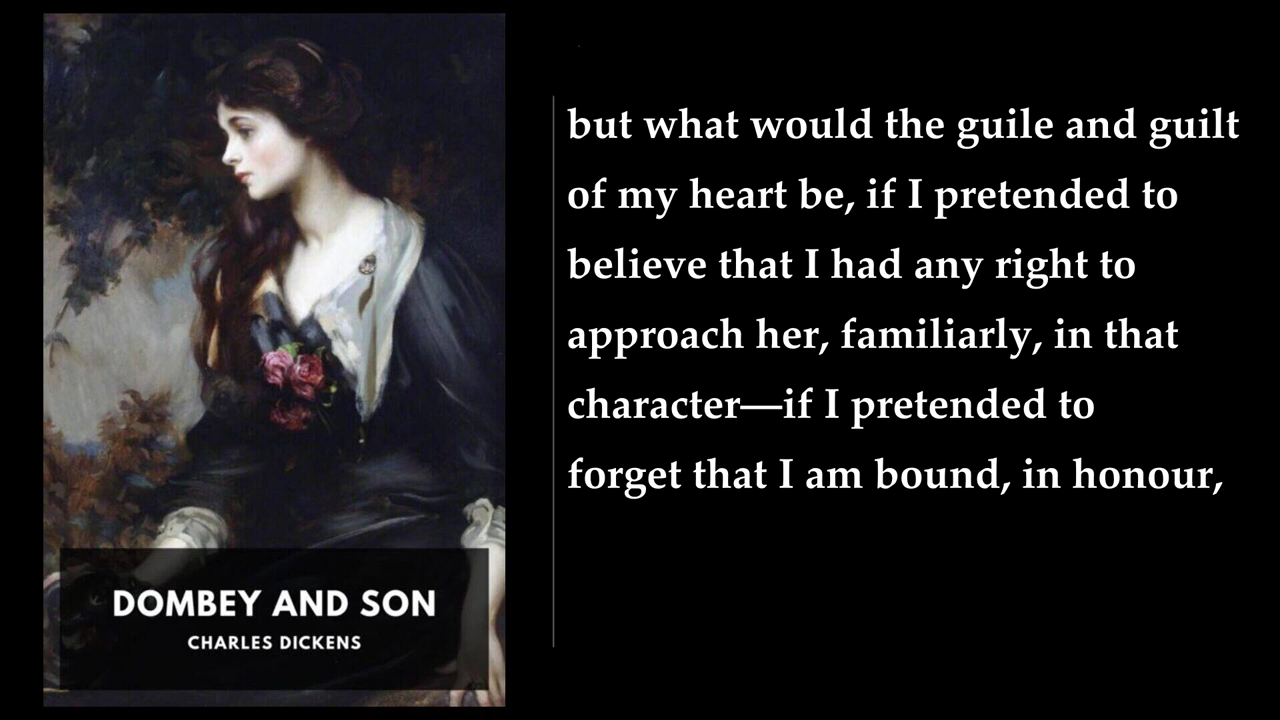 DOMBEY AND SON
CHARLES DICKENS
but what would the guile and guilt
of my heart be, if I pretended to
believe that I had any right to
approach her, familiarly, in that
character—if I pretended to
forget that I am bound, in honour,